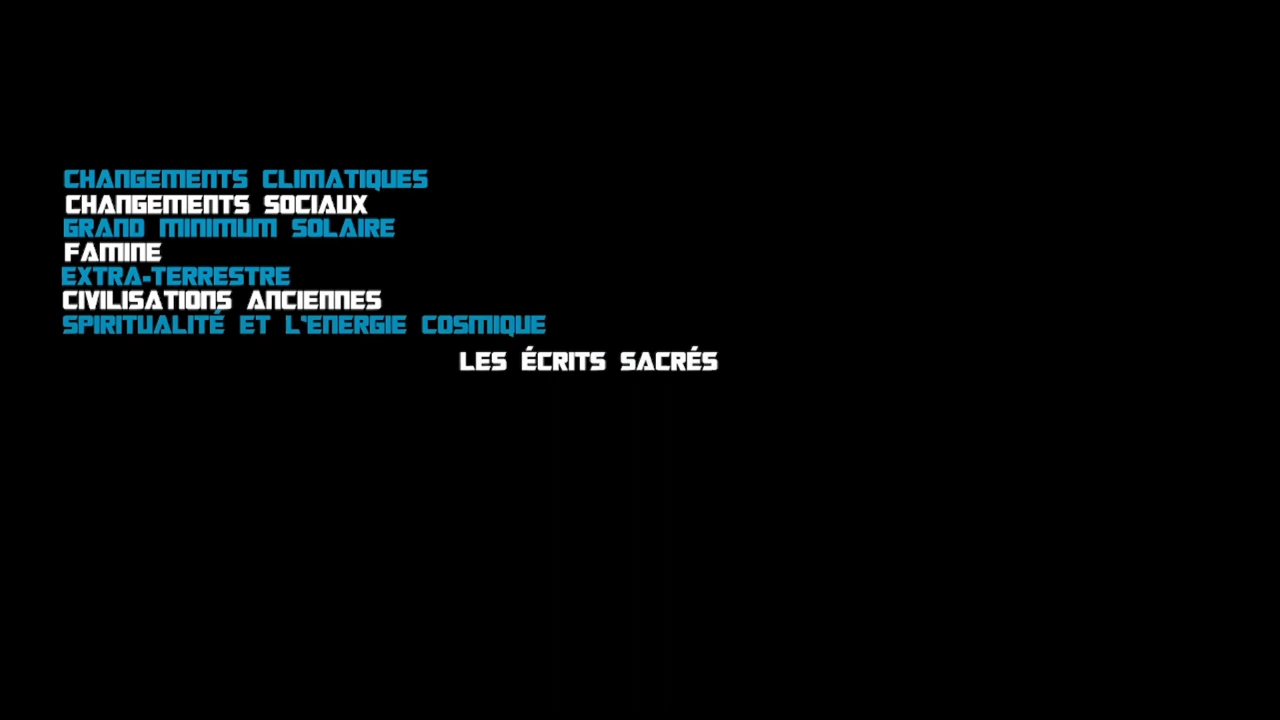 CHANGEMENTS CLIMATIQUES
CHANGEMENTS SOCIAUX
GRAND MINIMUM SOLAIRE
FAMINE
EXTRA-TERRESTRE
CIVILISATIONS ANCIENNES
SPIRITUALITÉ ET L'ENERGIE COSMIQUE
LES ÉCRITS SACRÉS